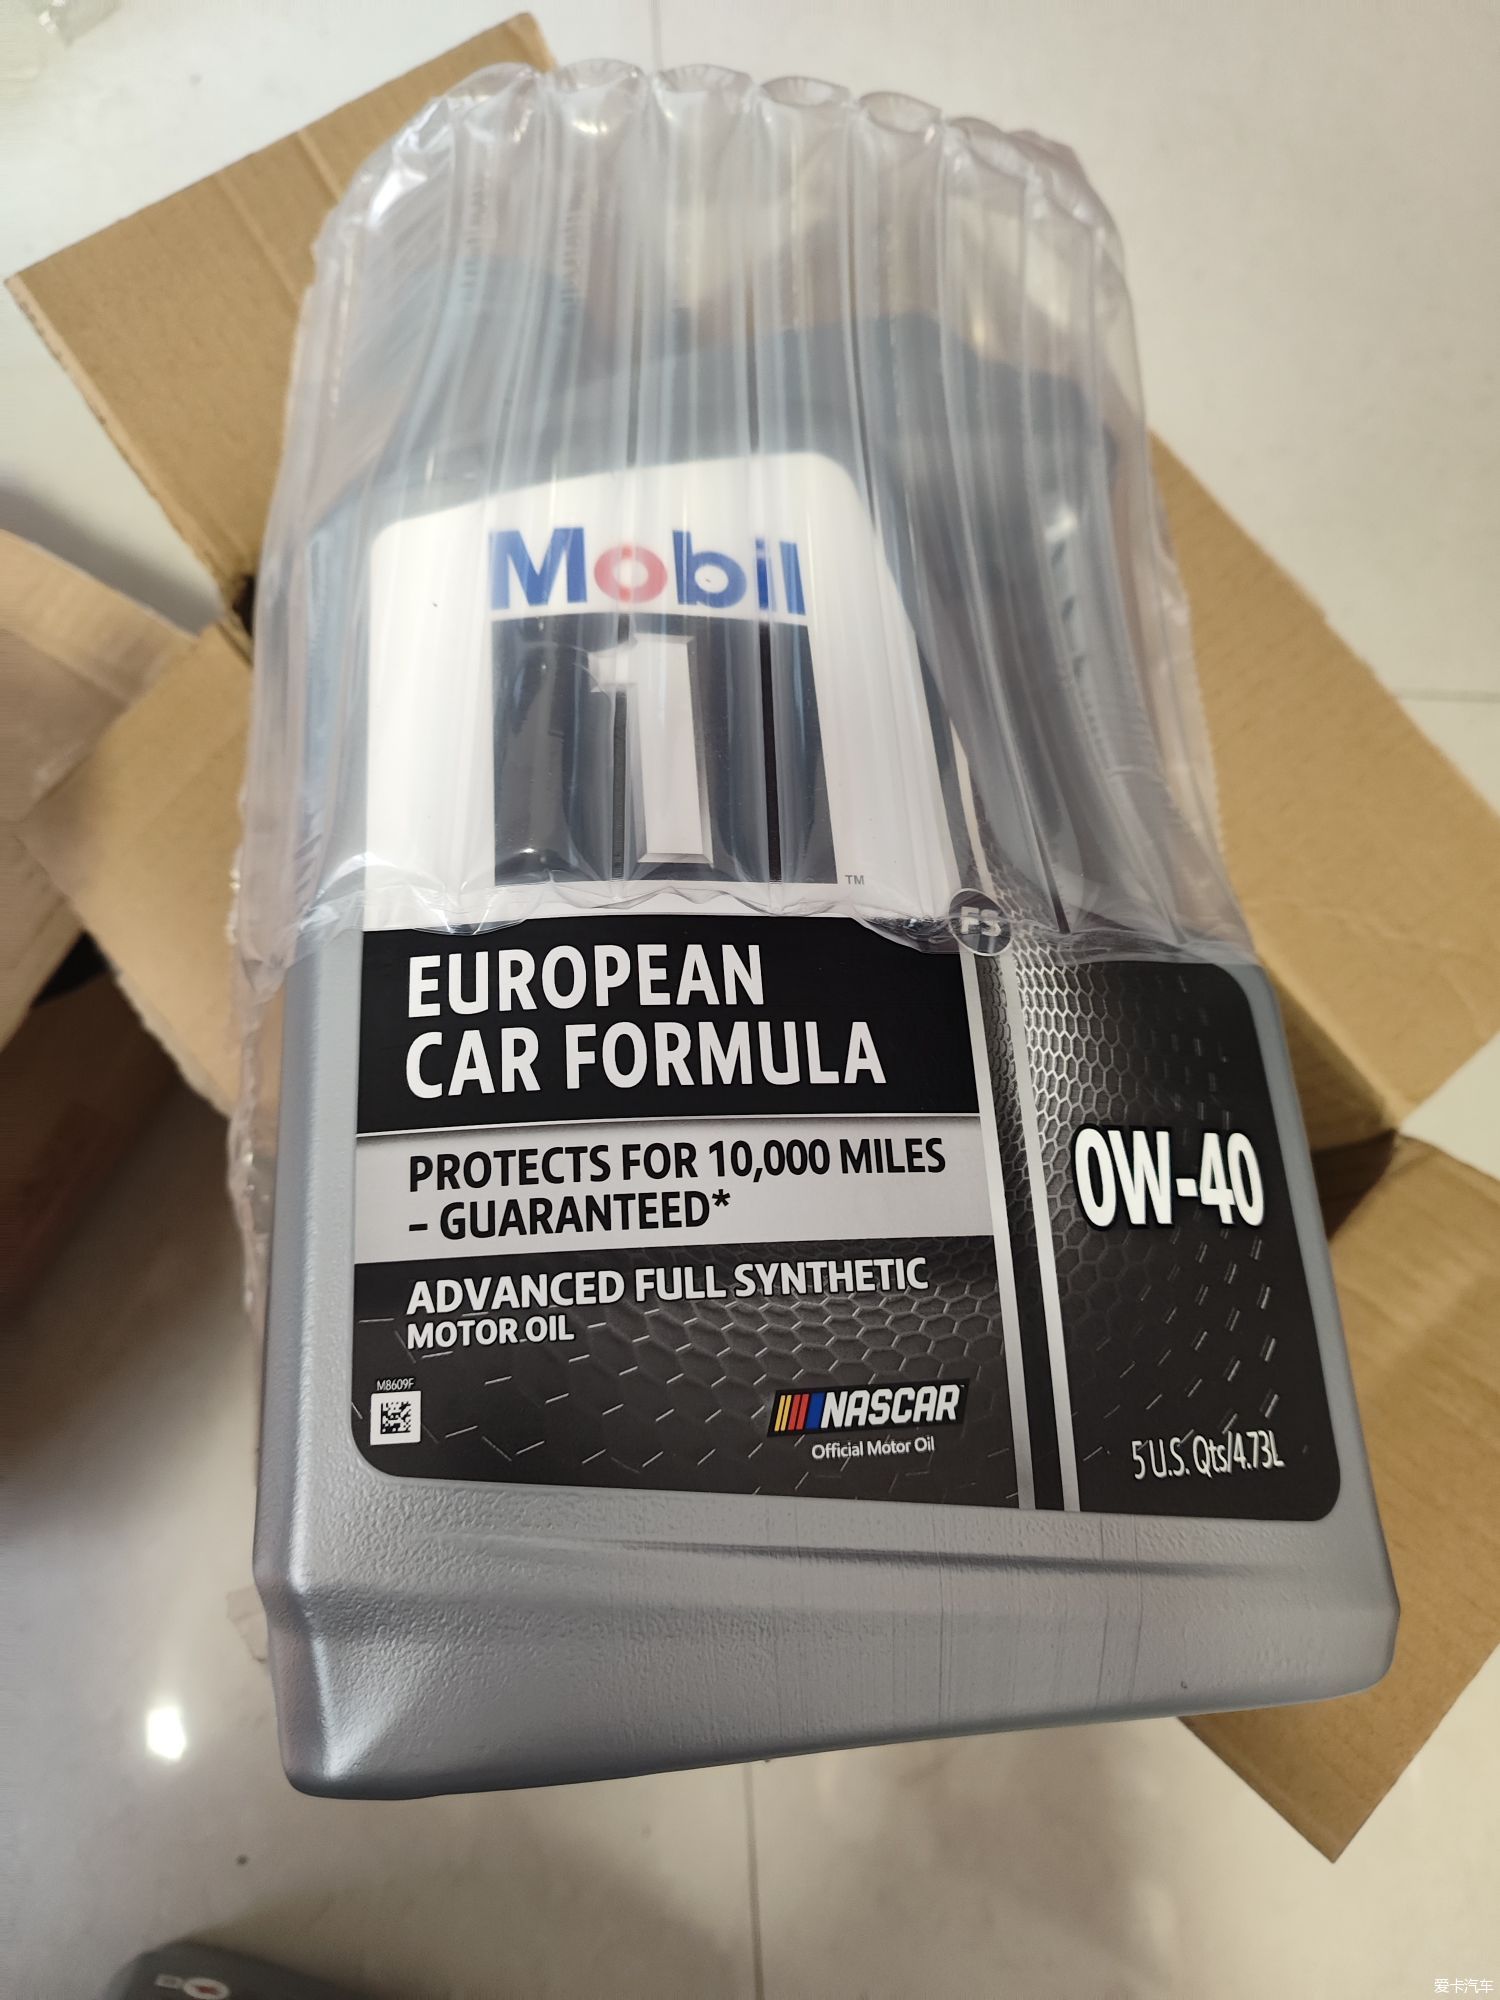 Mobil
1
TM
FS
EUROPEAN
CAR FORMULA
PROTECTS FOR 10,000 MILES
– GUARANTEED*
0W-40
ADVANCED FULL SYNTHETIC
MOTOR OIL
M8609F
NASCAR
Official Motor Oil
5 U.S. Qts/4.73L
爱卡汽车